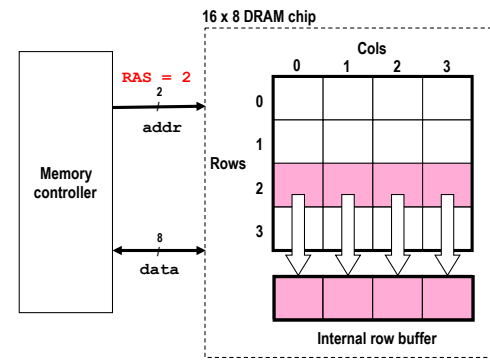 16 x 8 DRAM chip
Cols
0 1 2 3
RAS = 2
2
addr
0
1
Rows
2
3
Memory
controller
8
data
Internal row buffer